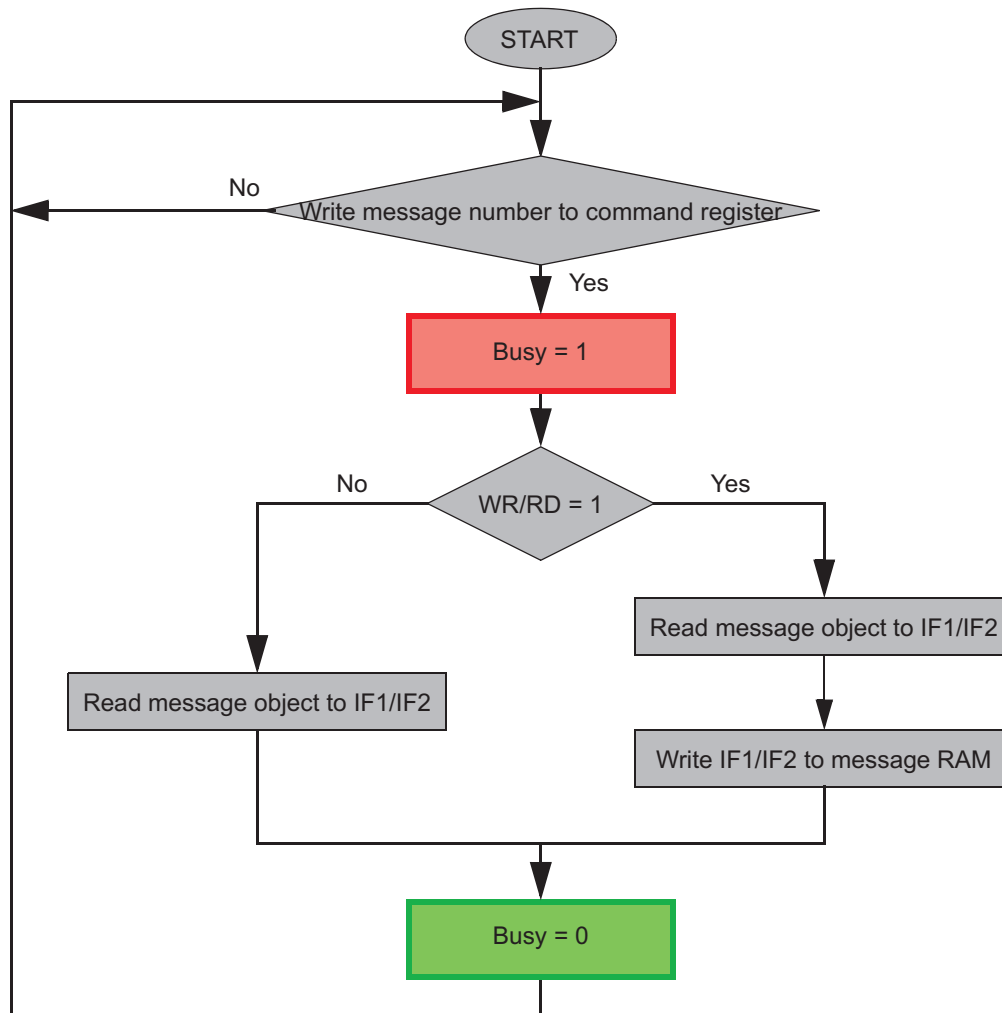 START
No
Write message number to command register
Yes
Busy = 1
No
WR/RD = 1
Yes
Read message object to IF1/IF2
Read message object to IF1/IF2
Write IF1/IF2 to message RAM
Busy = 0